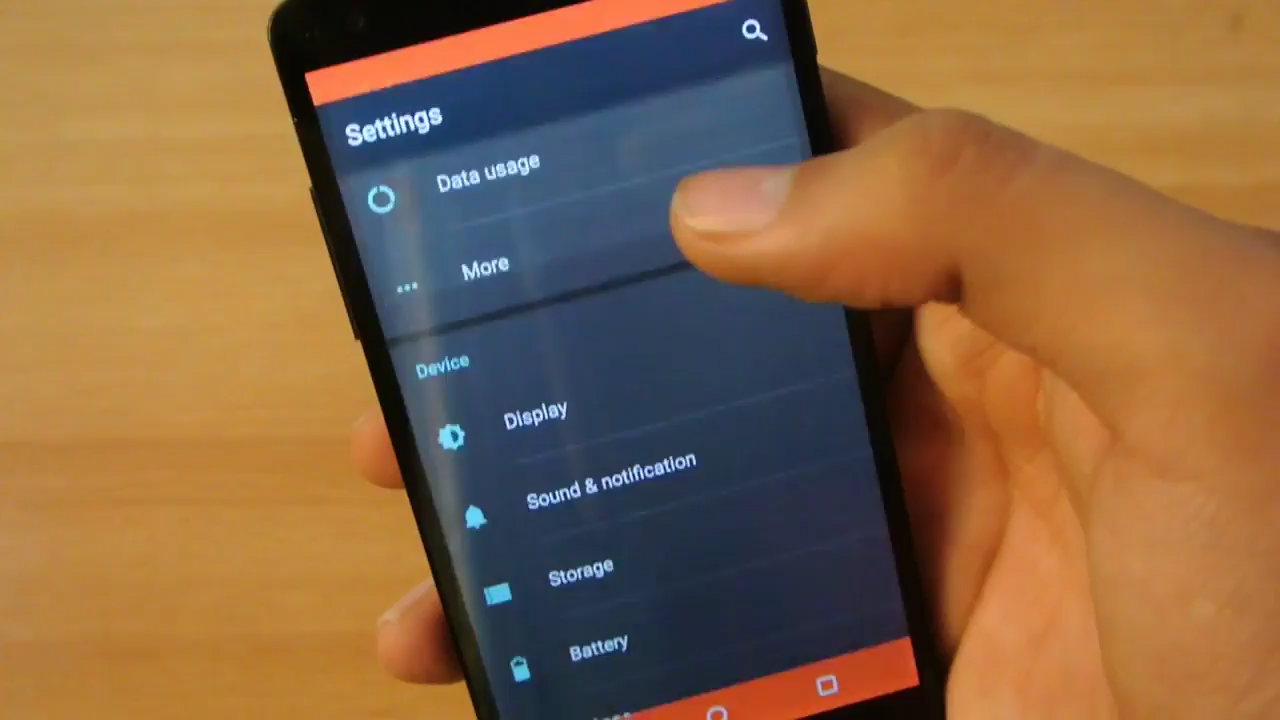 Settings
Data usage
More
Device
Display
Sound & notification
Storage
Battery